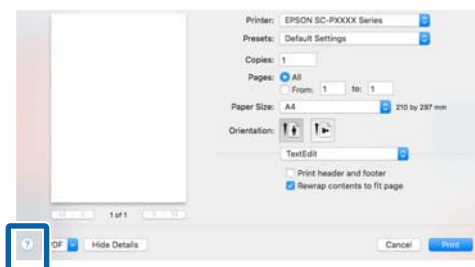 Printer: EPSON SC-PXXXX Series
Presets: Default Settings
Copies: 1
Pages: All
From: 1 to: 1
Paper Size: A4 210 by 297 mm
Orientation:
TextEdit
Print header and footer
Rewrap contents to fit page
1 of 1
? PDF Hide Details Cancel Print